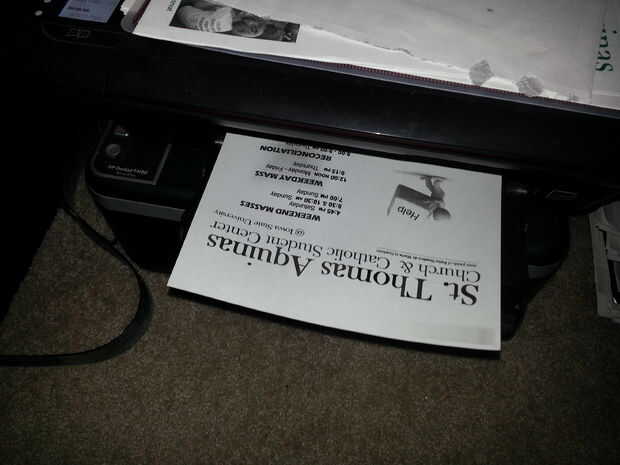 St. Thomas Aquinas
Church & Catholic Student Center
@ Iowa State University
Help
WEEKEND MASSES
4:45 PM Saturday
8:30 & 10:30 AM Sunday
7:00 PM Sunday
WEEKDAY MASS
12:00 NOON Monday - Friday
9:15 PM Thursday
RECONCILIATION
inas